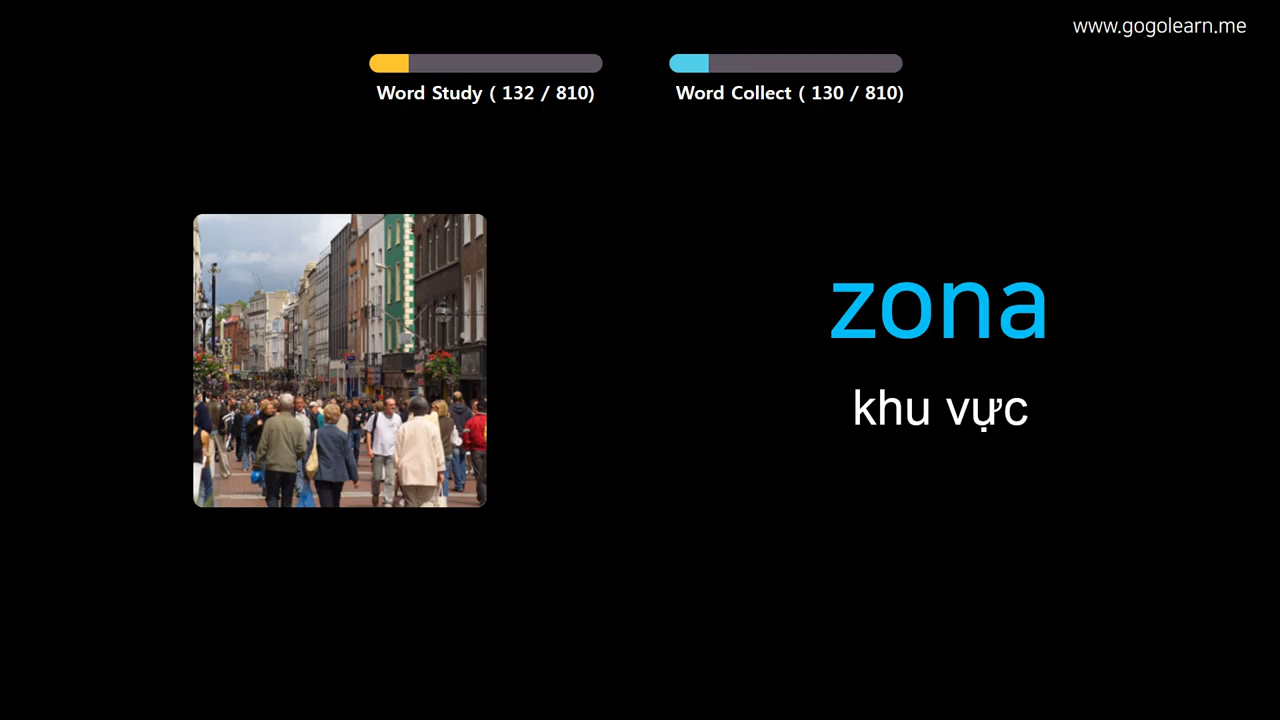 www.gogolearn.me
Word Study ( 132 / 810)
Word Collect ( 130 / 810)
zona
khu vực